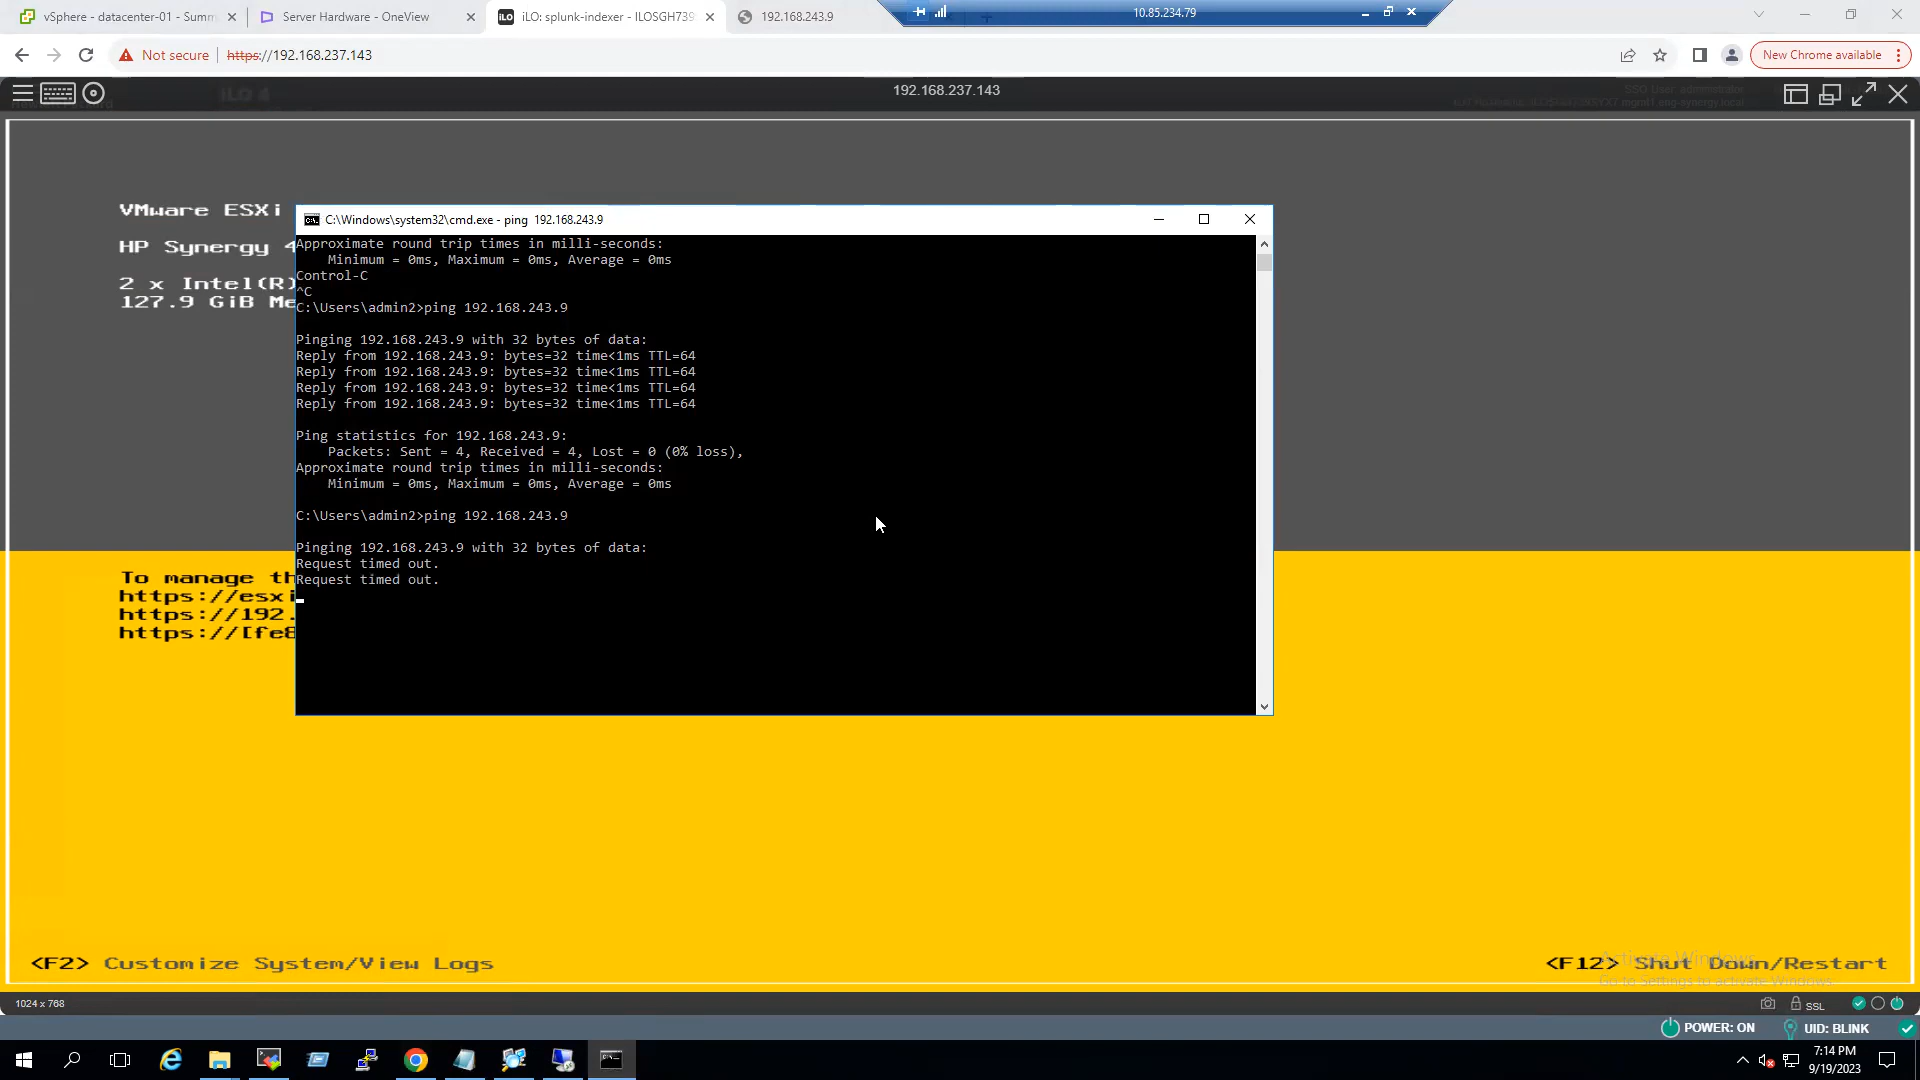 vSphere - datacenter-01 - Summ
Server Hardware - OneView
iLO: splunk-indexer - ILOSGH739
192.168.243.9
10.85.234.79
Not secure
https://192.168.237.143
New Chrome available
iLO 4
192.168.237.143
VMware ESXi
HP Synergy 4
2 x Intel(R)
127.9 GiB Me
C:\Windows\system32\cmd.exe - ping 192.168.243.9
Approximate round trip times in milli-seconds:
Minimum = 0ms, Maximum = 0ms, Average = 0ms
Control-C
^C
C:\Users\admin2>ping 192.168.243.9
Pinging 192.168.243.9 with 32 bytes of data:
Reply from 192.168.243.9: bytes=32 time<1ms TTL=64
Reply from 192.168.243.9: bytes=32 time<1ms TTL=64
Reply from 192.168.243.9: bytes=32 time<1ms TTL=64
Reply from 192.168.243.9: bytes=32 time<1ms TTL=64
Ping statistics for 192.168.243.9:
Packets: Sent = 4, Received = 4, Lost = 0 (0% loss),
Approximate round trip times in milli-seconds:
Minimum = 0ms, Maximum = 0ms, Average = 0ms
C:\Users\admin2>ping 192.168.243.9
Pinging 192.168.243.9 with 32 bytes of data:
Request timed out.
Request timed out.
To manage th
https://esxi
https://192.
https://[fe8
<F2> Customize System/View Logs
<F12> Shut Down/Restart
Activate Windows
Go to Settings to activate Windows.
1024 x 768
SSL
POWER: ON
UID: BLINK
7:14 PM
9/19/2023